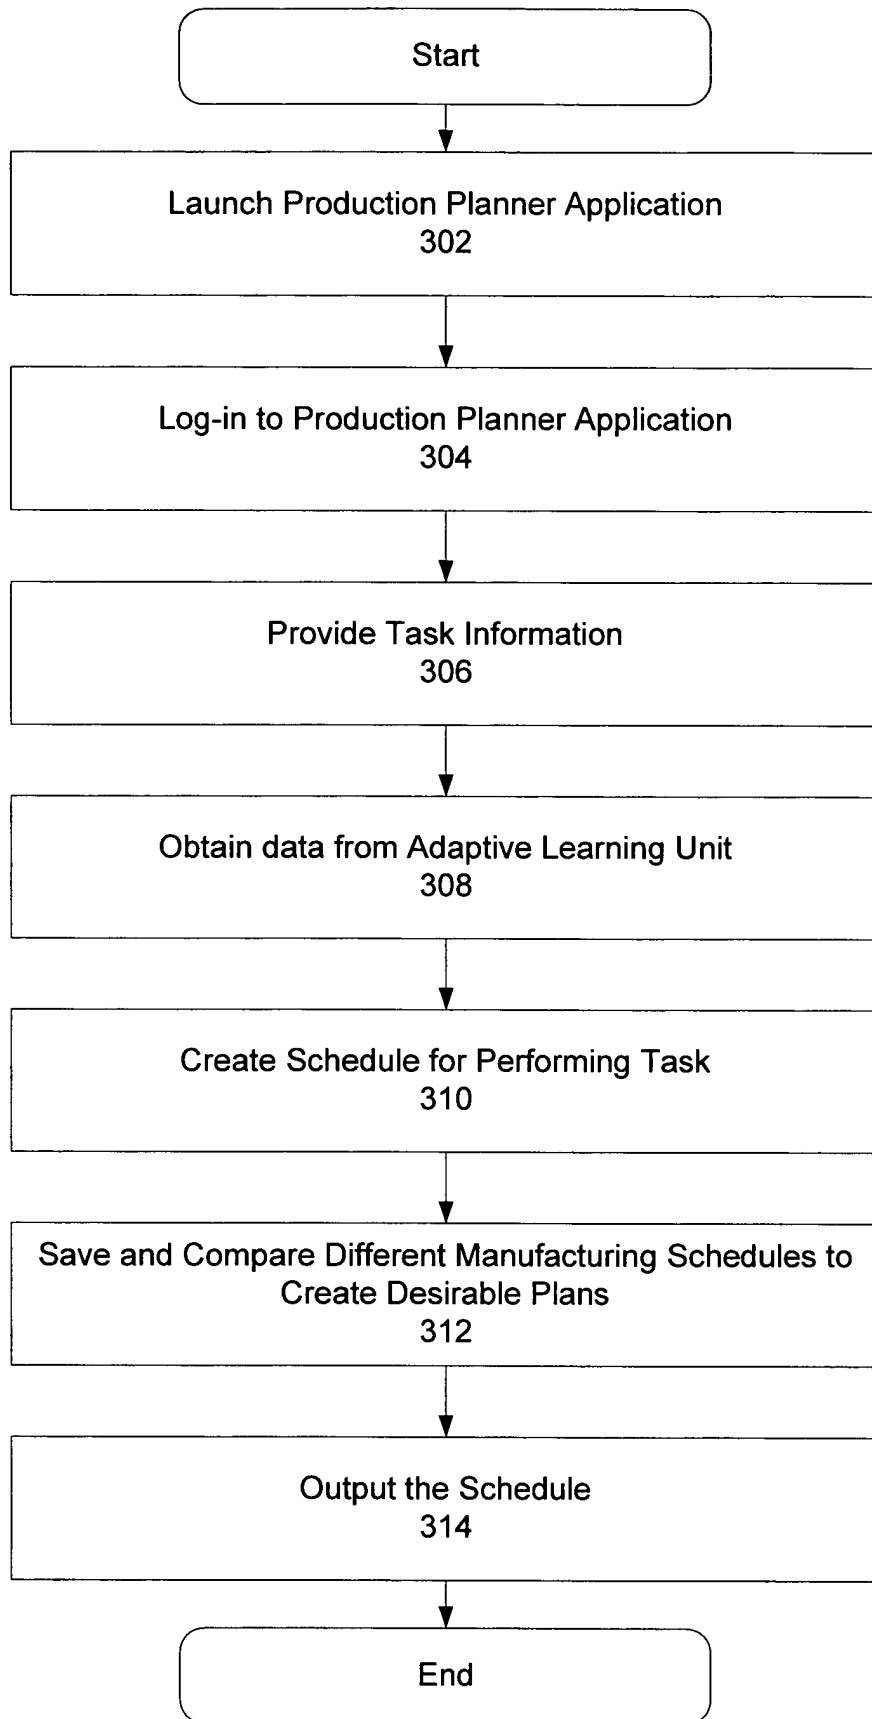 Start
Launch Production Planner Application
302
Log-in to Production Planner Application
304
Provide Task Information
306
Obtain data from Adaptive Learning Unit
308
Create Schedule for Performing Task
310
Save and Compare Different Manufacturing Schedules to
Create Desirable Plans
312
Output the Schedule
314
End